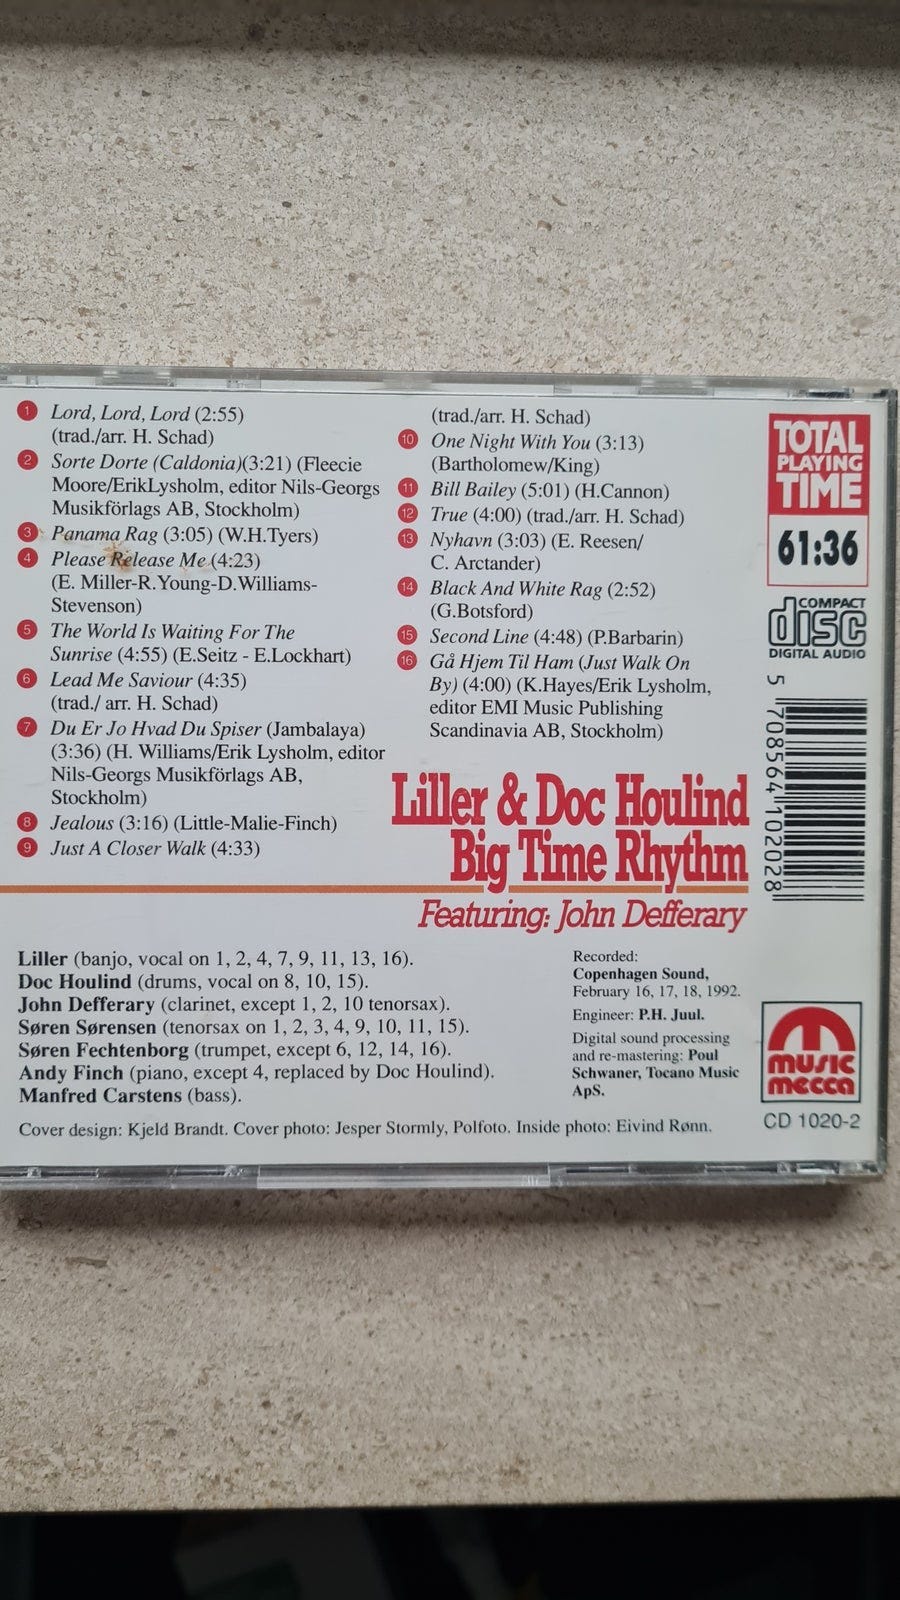 1 Lord, Lord, Lord (2:55)
(trad./arr. H. Schad)
2 Sorte Dorte (Caldonia)(3:21) (Fleecie
Moore/ErikLysholm, editor Nils-Georgs
Musikförlags AB, Stockholm)
3 Panama Rag (3:05) (W.H.Tyers)
4 Please Release Me (4:23)
(E. Miller-R.Young-D.Williams-
Stevenson)
5 The World Is Waiting For The
Sunrise (4:55) (E.Seitz - E.Lockhart)
6 Lead Me Saviour (4:35)
(trad./ arr. H. Schad)
7 Du Er Jo Hvad Du Spiser (Jambalaya)
(3:36) (H. Williams/Erik Lysholm, editor
Nils-Georgs Musikförlags AB,
Stockholm)
8 Jealous (3:16) (Little-Malie-Finch)
9 Just A Closer Walk (4:33)
(trad./arr. H. Schad)
10 One Night With You (3:13)
(Bartholomew/King)
11 Bill Bailey (5:01) (H.Cannon)
12 True (4:00) (trad./arr. H. Schad)
13 Nyhavn (3:03) (E. Reesen/
C. Arctander)
14 Black And White Rag (2:52)
(G.Botsford)
15 Second Line (4:48) (P.Barbarin)
16 Gå Hjem Til Ham (Just Walk On
By) (4:00) (K.Hayes/Erik Lysholm,
editor EMI Music Publishing
Scandinavia AB, Stockholm)
TOTAL
PLAYING
TIME
61:36
COMPACT
disc
DIGITAL AUDIO
5 708564 102028
Liller & Doc Houlind
Big Time Rhythm
Featuring: John Defferary
Liller (banjo, vocal on 1, 2, 4, 7, 9, 11, 13, 16).
Doc Houlind (drums, vocal on 8, 10, 15).
John Defferary (clarinet, except 1, 2, 10 tenorsax).
Søren Sørensen (tenorsax on 1, 2, 3, 4, 9, 10, 11, 15).
Søren Fechtenborg (trumpet, except 6, 12, 14, 16).
Andy Finch (piano, except 4, replaced by Doc Houlind).
Manfred Carstens (bass).
Recorded:
Copenhagen Sound,
February 16, 17, 18, 1992.
Engineer: P.H. Juul.
Digital sound processing
and re-mastering: Poul
Schwaner, Tocano Music
ApS.
music
mecca
CD 1020-2
Cover design: Kjeld Brandt. Cover photo: Jesper Stormly, Polfoto. Inside photo: Eivind Rønn.